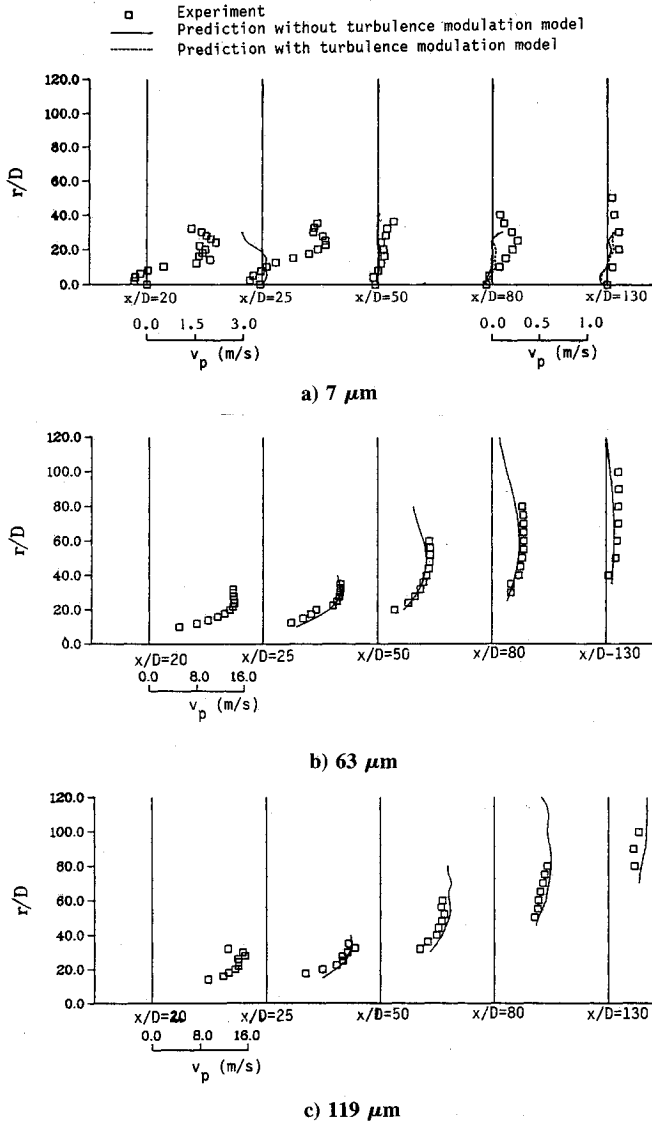 Experiment
Prediction without turbulence modulation model
Prediction with turbulence modulation model
120.0
100.0
80.0
60.0
40.0
20.0
0.0
r/D
x/D=20 x/D=25 x/D=50 x/D=80 x/D=130
0.0 1.5 3.0 0.0 0.5 1.0
v_p (m/s) v_p (m/s)
a) 7 μm
120.0
100.0
80.0
60.0
40.0
20.0
0.0
r/D
x/D=20 x/D=25 x/D=50 x/D=80 x/D-130
0.0 8.0 16.0
v_p (m/s)
b) 63 μm
120.0
100.0
80.0
60.0
40.0
20.0
0.0
r/D
x/D=20 x/D=25 x/D=50 x/D=80 x/D=130
0.0 8.0 16.0
v_p (m/s)
c) 119 μm